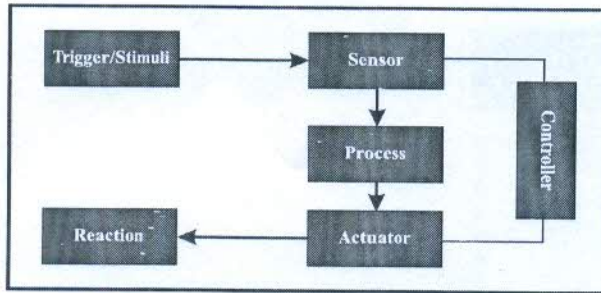 Trigger/Stimuli
Sensor
Process
Controller
Reaction
Actuator